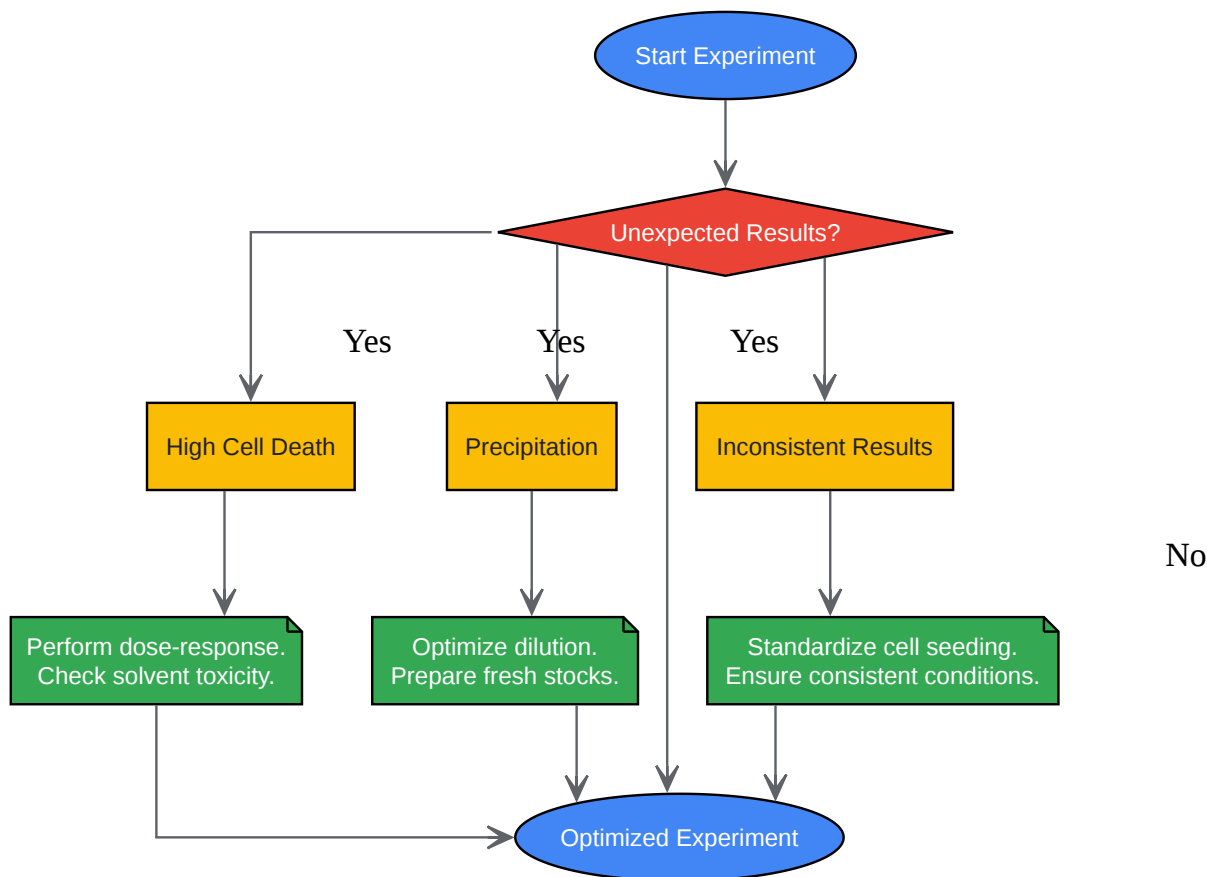 Start Experiment
Unexpected Results?
Yes
Yes
Yes
High Cell Death
Precipitation
Inconsistent Results
No
Perform dose-response.
Check solvent toxicity.
Optimize dilution.
Prepare fresh stocks.
Standardize cell seeding.
Ensure consistent conditions.
Optimized Experiment